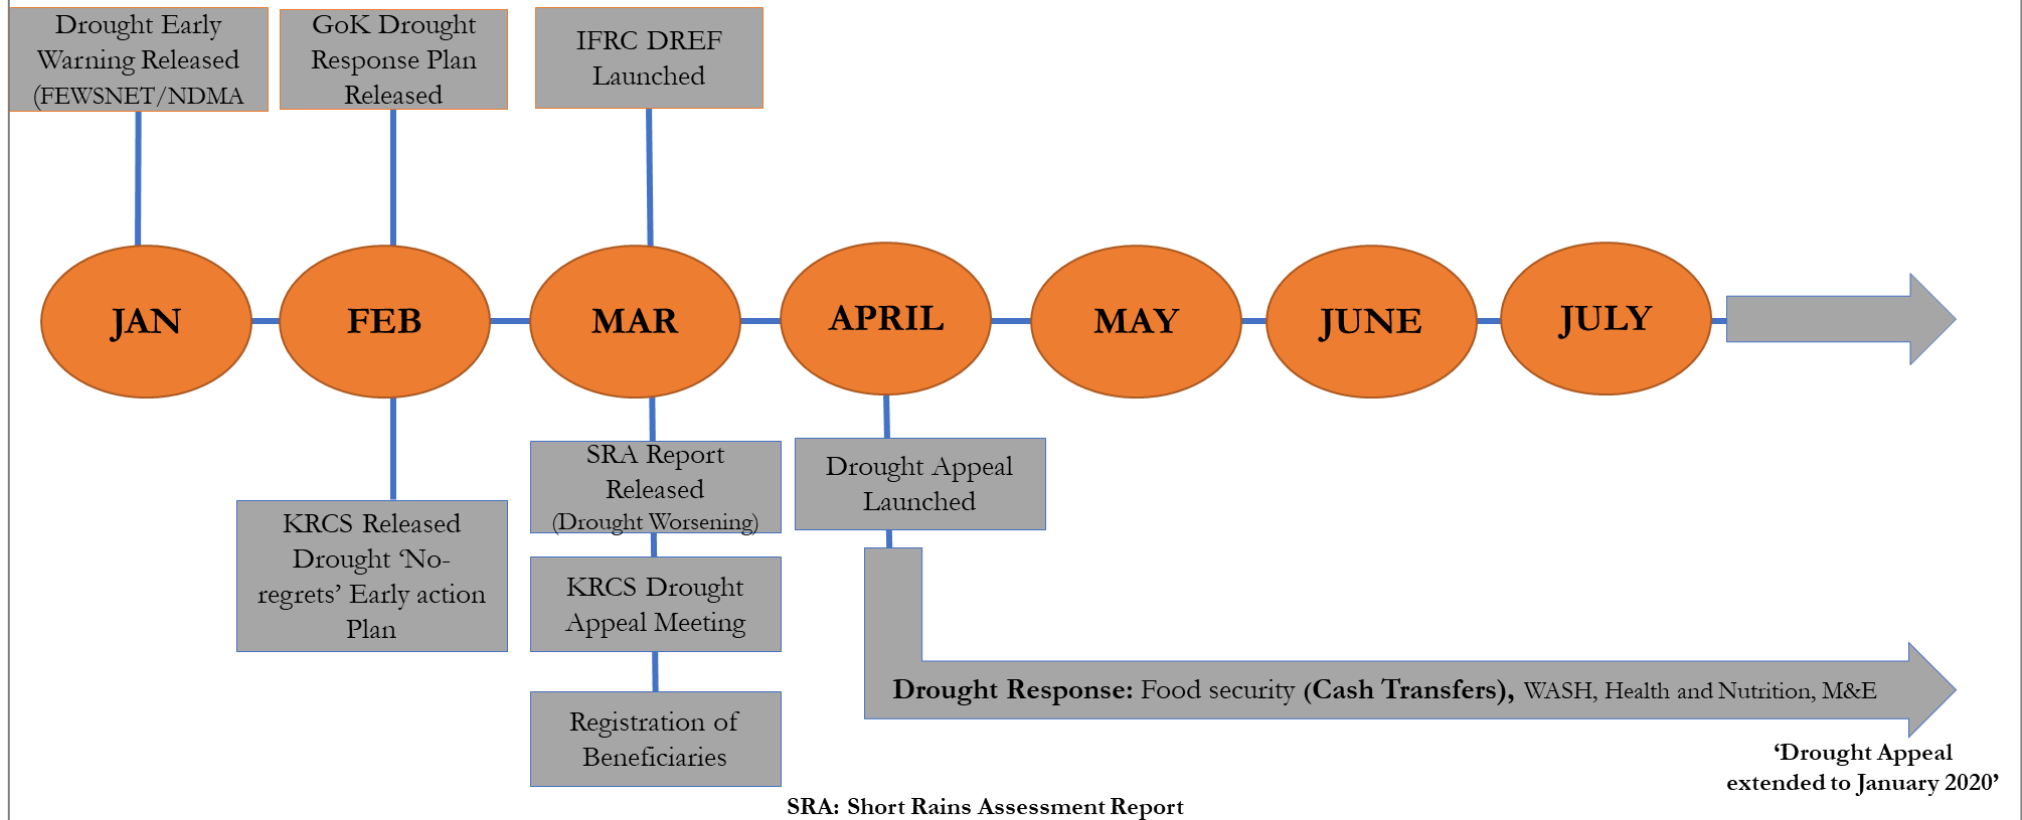 Drought Early
Warning Released
(FEWSNET/NDMA
GoK Drought
Response Plan
Released
IFRC DREF
Launched
JAN
FEB
MAR
APRIL
MAY
JUNE
JULY
KRCS Released
Drought ‘No-
regrets’ Early action
Plan
SRA Report
Released
(Drought Worsening)
KRCS Drought
Appeal Meeting
Registration of
Beneficiaries
Drought Appeal
Launched
Drought Response: Food security (Cash Transfers), WASH, Health and Nutrition, M&E
‘Drought Appeal
extended to January 2020’
SRA: Short Rains Assessment Report